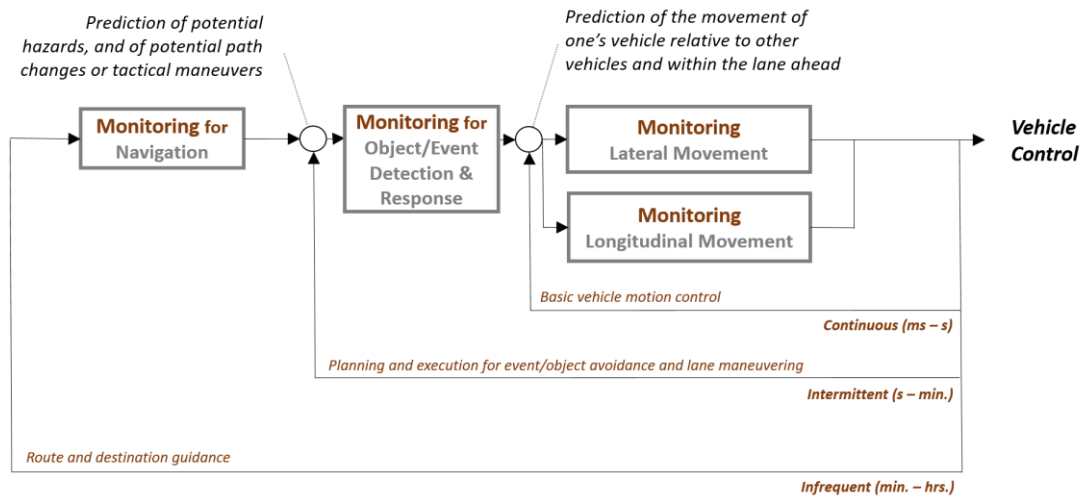 Prediction of potential
hazards, and of potential path
changes or tactical maneuvers
Prediction of the movement of
one's vehicle relative to other
vehicles and within the lane ahead
Monitoring for
Navigation
Monitoring for
Object/Event
Detection &
Response
Monitoring
Lateral Movement
Monitoring
Longitudinal Movement
Vehicle
Control
Basic vehicle motion control
Continuous (ms – s)
Planning and execution for event/object avoidance and lane maneuvering
Intermittent (s – min.)
Route and destination guidance
Infrequent (min. – hrs.)